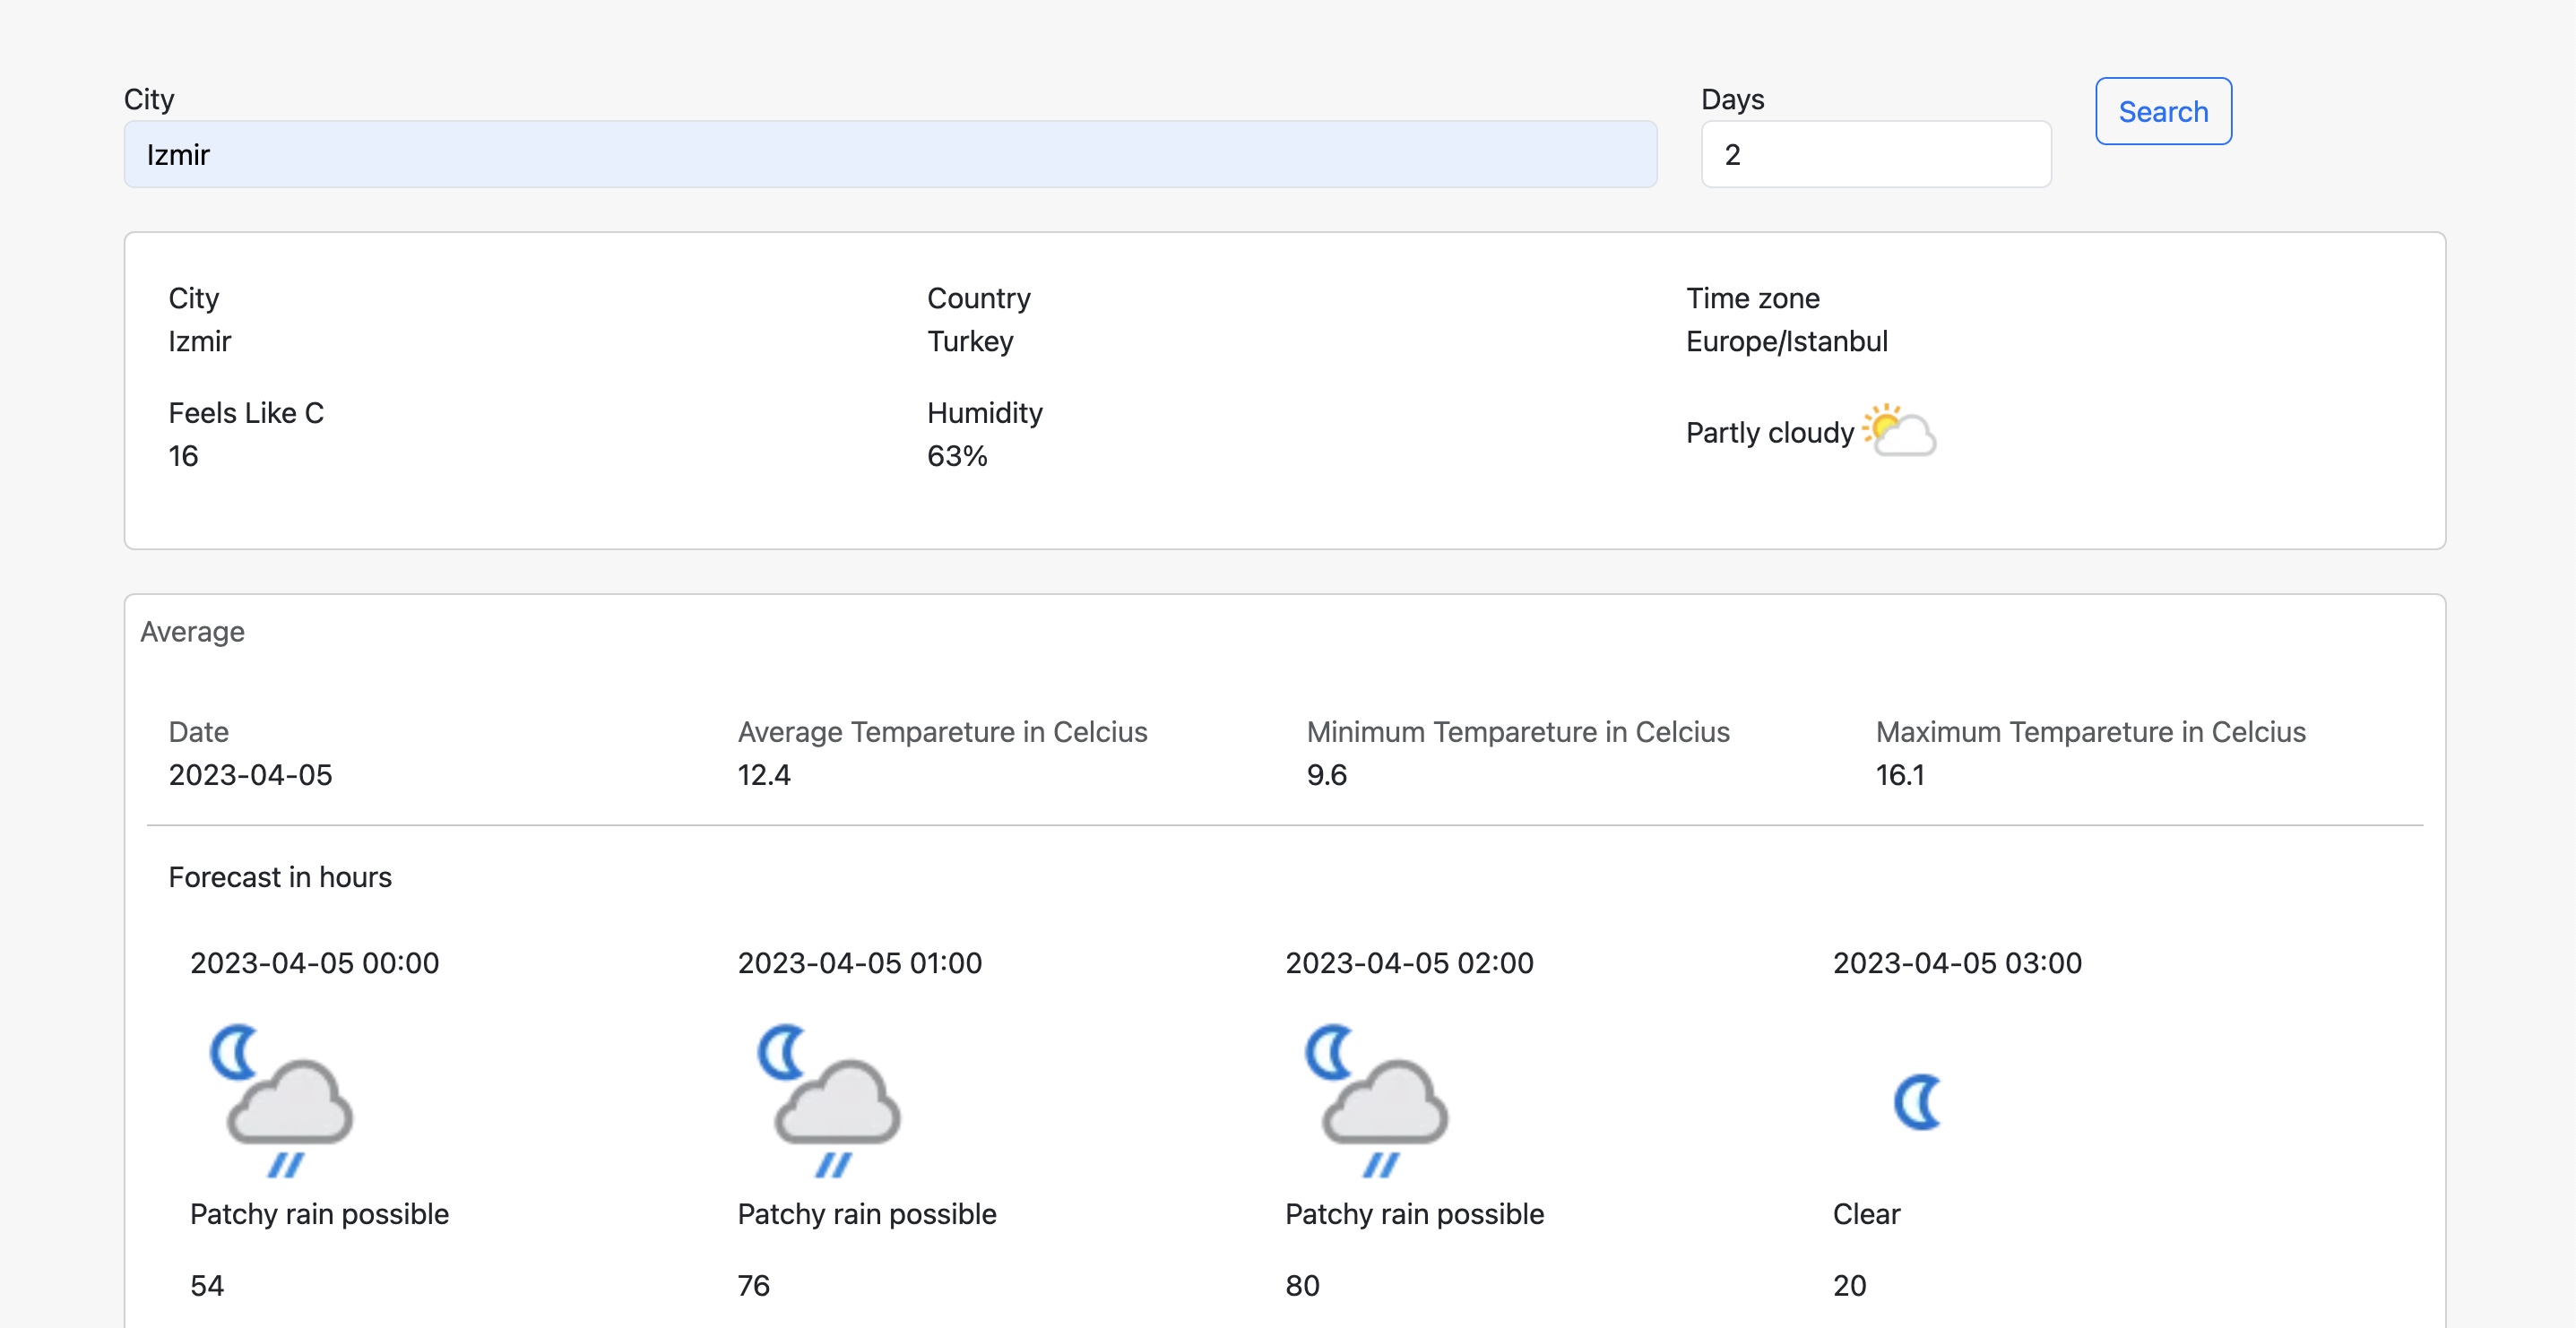 City
Izmir
Days
2
Search
City
Izmir
Country
Turkey
Time zone
Europe/Istanbul
Feels Like C
16
Humidity
63%
Partly cloudy
Average
Date
2023-04-05
Average Tempareture in Celcius
12.4
Minimum Tempareture in Celcius
9.6
Maximum Tempareture in Celcius
16.1
Forecast in hours
2023-04-05 00:00
Patchy rain possible
54
2023-04-05 01:00
Patchy rain possible
76
2023-04-05 02:00
Patchy rain possible
80
2023-04-05 03:00
Clear
20